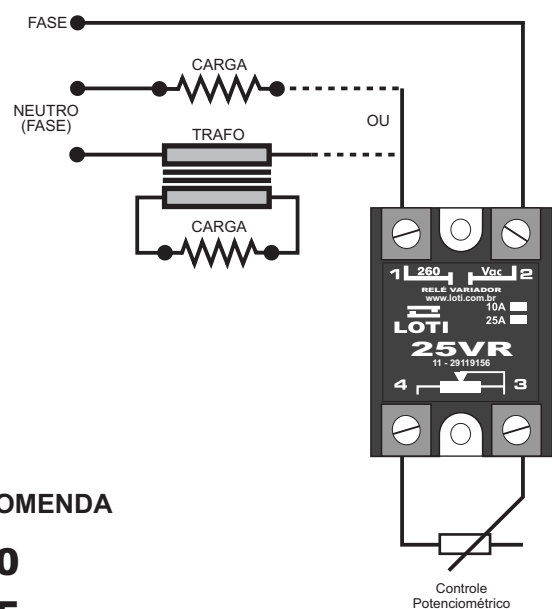 FASE
CARGA
NEUTRO
(FASE)
OU
TRAFO
CARGA
1 260 Vac 2
RELÉ VARIADOR
www.loti.com.br
10A
25A
LOTI
25VR
11 - 29119156
4 3
OMENDA
0
Controle
Potenciométrico